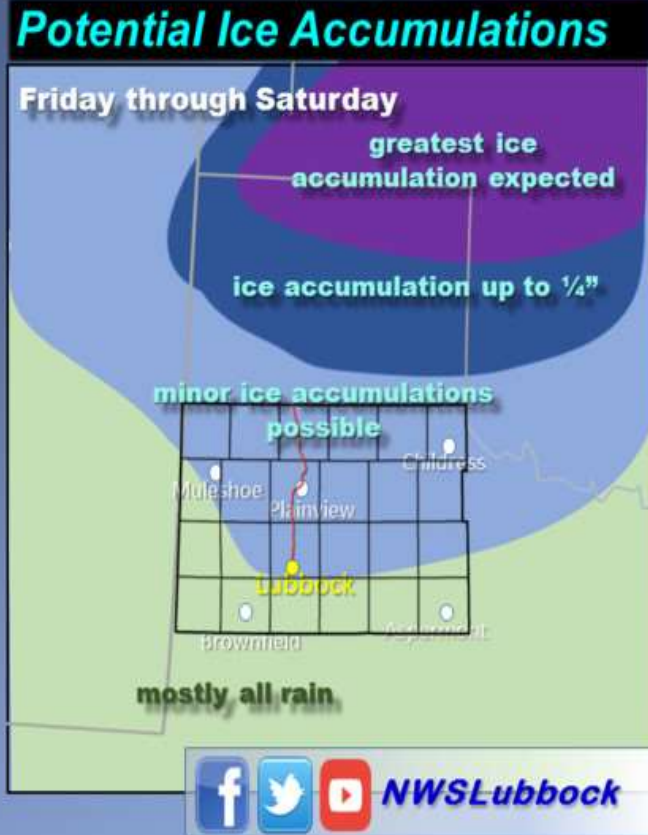 Potential Ice Accumulations
Friday through Saturday
greatest ice
accumulation expected
ice accumulation up to ¼”
minor ice accumulations
possible
Childress
Muleshoe
Plainview
Lubbock
Brownfield
Aspermont
mostly all rain
NWSLubbock